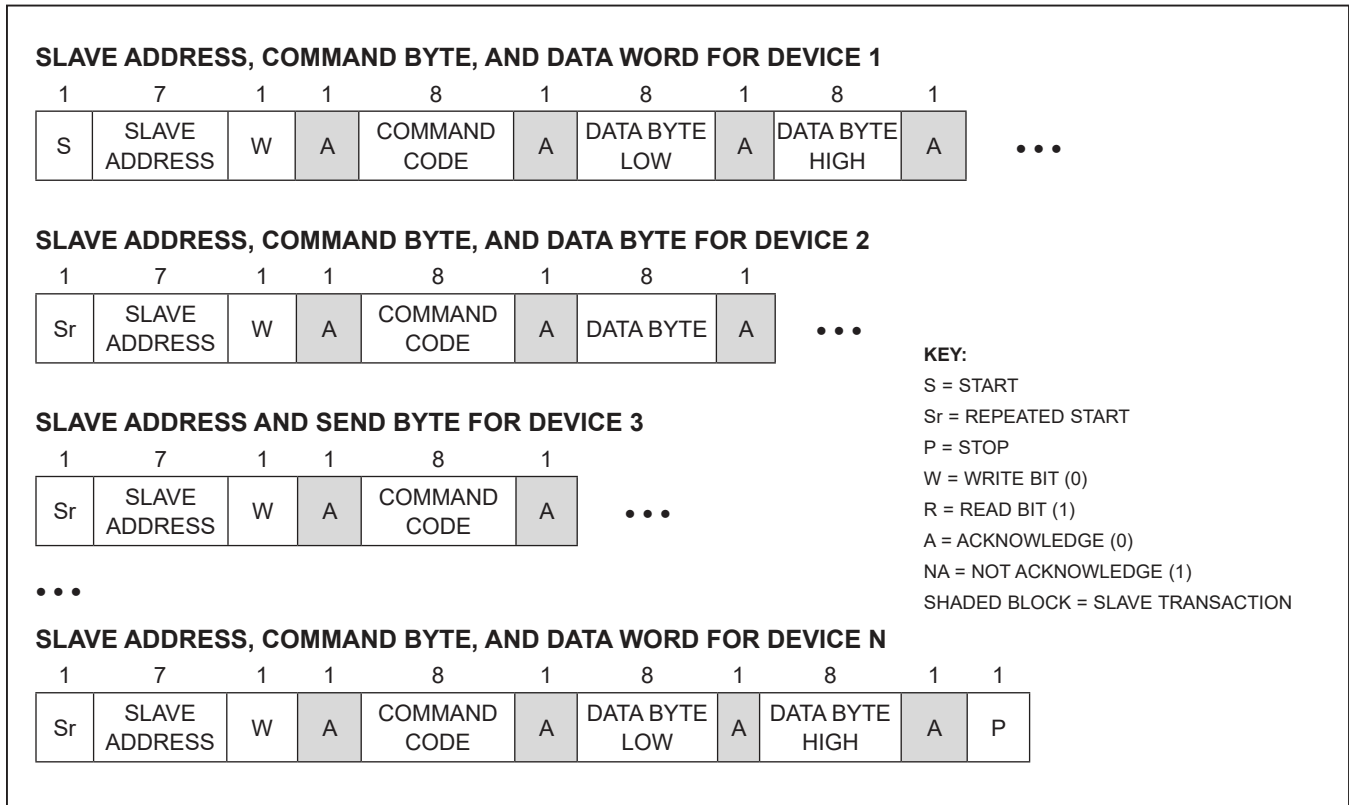 SLAVE ADDRESS, COMMAND BYTE, AND DATA WORD FOR DEVICE 1
1 7 1 1 8 1 8 1 8 1
S SLAVE ADDRESS W A COMMAND CODE A DATA BYTE LOW A DATA BYTE HIGH A •••
SLAVE ADDRESS, COMMAND BYTE, AND DATA BYTE FOR DEVICE 2
1 7 1 1 8 1 8 1
Sr SLAVE ADDRESS W A COMMAND CODE A DATA BYTE A •••
SLAVE ADDRESS AND SEND BYTE FOR DEVICE 3
1 7 1 1 8 1
Sr SLAVE ADDRESS W A COMMAND CODE A •••
•••
SLAVE ADDRESS, COMMAND BYTE, AND DATA WORD FOR DEVICE N
1 7 1 1 8 1 8 1 8 1 1
Sr SLAVE ADDRESS W A COMMAND CODE A DATA BYTE LOW A DATA BYTE HIGH A P
KEY:
S = START
Sr = REPEATED START
P = STOP
W = WRITE BIT (0)
R = READ BIT (1)
A = ACKNOWLEDGE (0)
NA = NOT ACKNOWLEDGE (1)
SHADED BLOCK = SLAVE TRANSACTION